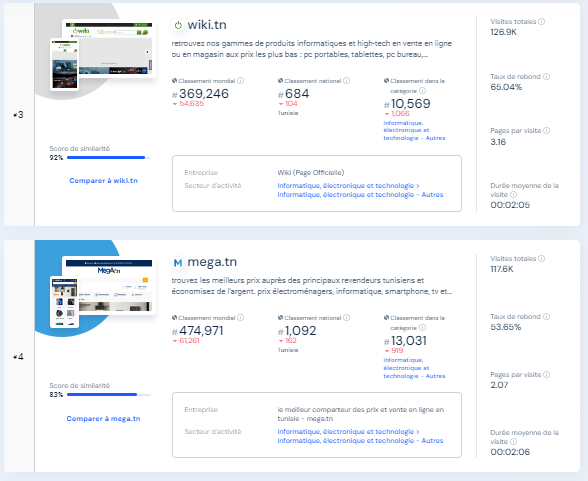 #3
wiki.tn
retrouvez nos gammes de produits informatiques et high-tech en vente en ligne
ou en magasin aux prix les plus bas : pc portables, tablettes, pc bureau,...
Classement mondial
#369,246
54,635
Classement national
#684
104
Tunisie
Classement dans la
catégorie
#10,569
1,066
Informatique,
électronique et
technologie - Autres
Score de similarité
92%
Comparer à wiki.tn
Entreprise
Wiki (Page Officielle)
Secteur d'activité
Informatique, électronique et technologie >
Informatique, électronique et technologie - Autres
Visites totales
126.9K
Taux de rebond
65.04%
Pages par visite
3.16
Durée moyenne de la
visite
00:02:05
#4
MegA.tn
mega.tn
trouvez les meilleurs prix auprès des principaux revendeurs tunisiens et
économisez de l'argent. prix électroménagers, informatique, smartphone, tv et...
Classement mondial
#474,971
61,261
Classement national
#1,092
162
Tunisie
Classement dans la
catégorie
#13,031
919
Informatique,
électronique et
technologie - Autres
Score de similarité
83%
Comparer à mega.tn
Entreprise
le meilleur comparteur des prix et vente en ligne en
tunisie - mega.tn
Secteur d'activité
Informatique, électronique et technologie >
Informatique, électronique et technologie - Autres
Visites totales
117.6K
Taux de rebond
53.65%
Pages par visite
2.07
Durée moyenne de la
visite
00:02:06